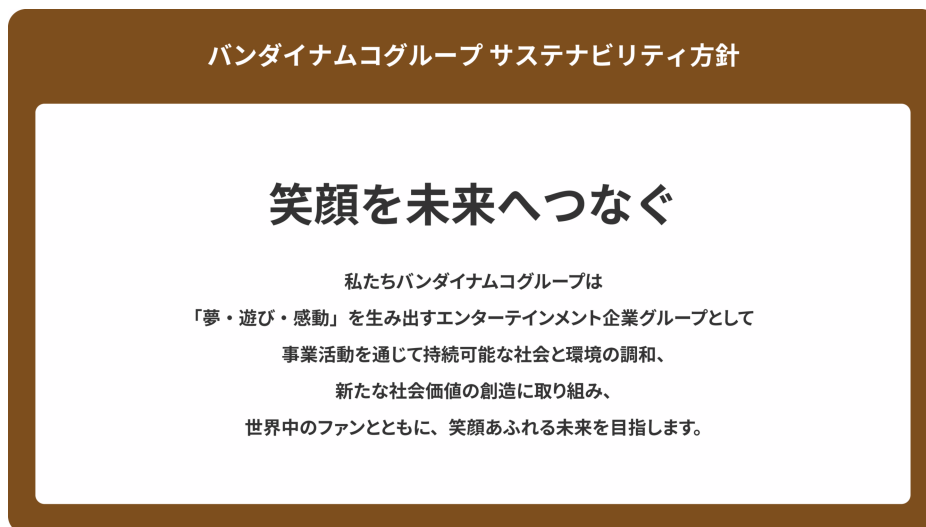 バンダイナムコグループ サステナビリティ方針
笑顔を未来へつなぐ
私たちバンダイナムコグループは
「夢・遊び・感動」を生み出すエンターテインメント企業グループとして
事業活動を通じて持続可能な社会と環境の調和、
新たな社会価値の創造に取り組み、
世界中のファンとともに、笑顔あふれる未来を目指します。